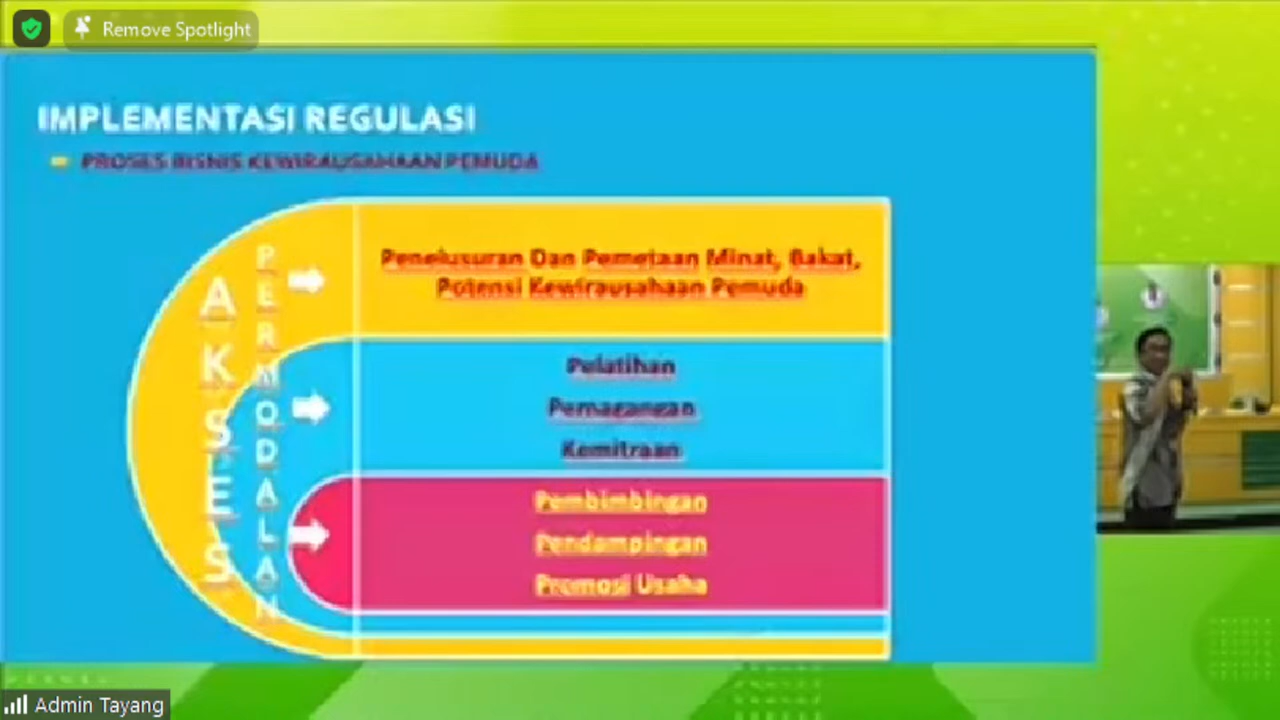 Remove Spotlight
IMPLEMENTASI REGULASI
PROSES BISNIS KEWIRAUSAHAAN PEMUDA
AKSES
PERMODALAN
Penelusuran Dan Pemetaan Minat, Bakat,
Potensi Kewirausahaan Pemuda
Pelatihan
Pemagangan
Kemitraan
Pembimbingan
Pendampingan
Promosi Usaha
Admin Tayang